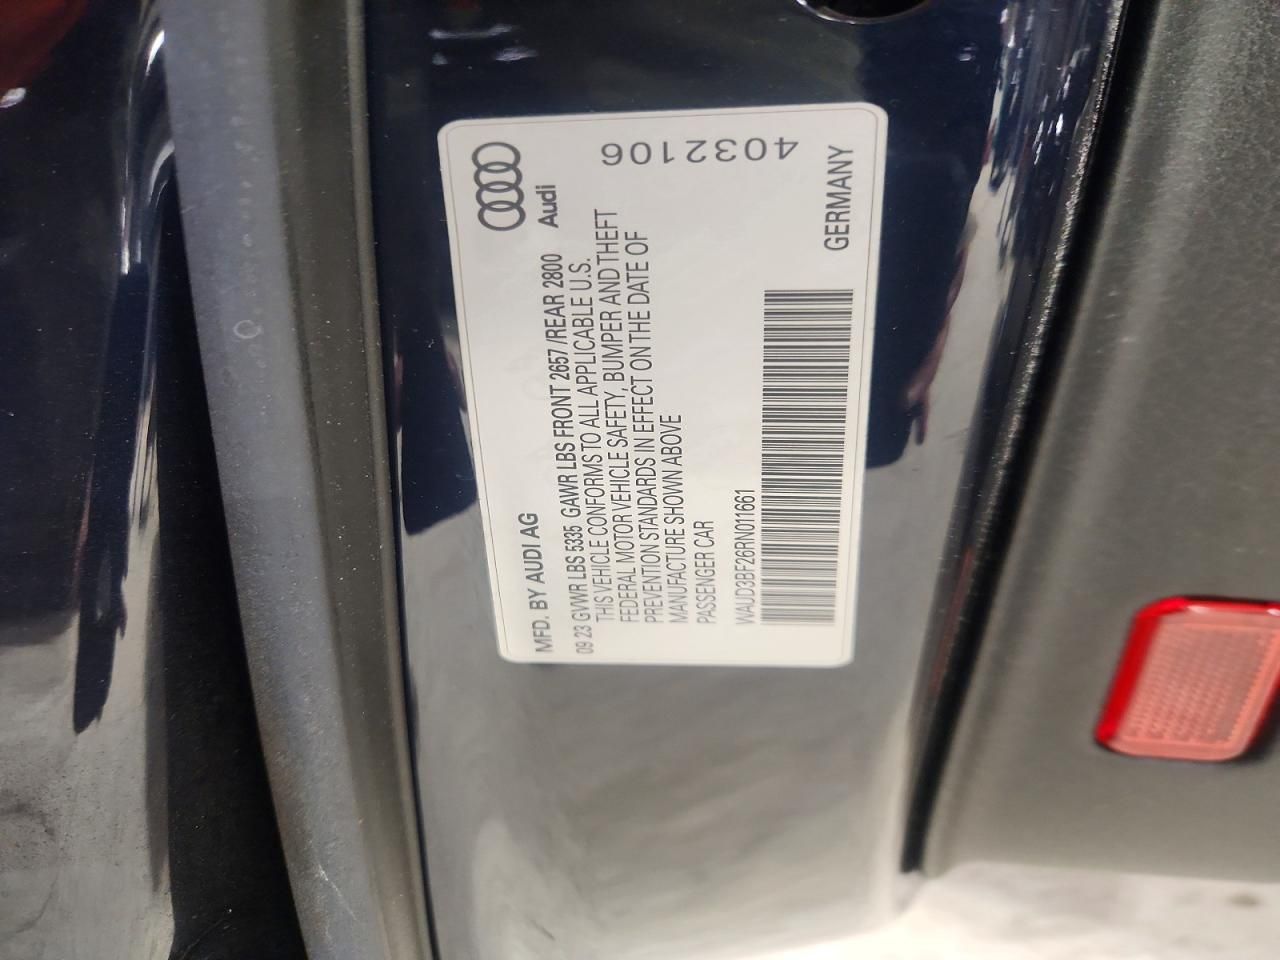 Audi
MFD. BY AUDI AG
09 23 GVWR LBS 5335 GAWR LBS FRONT 2657 /REAR 2800
THIS VEHICLE CONFORMS TO ALL APPLICABLE U.S.
FEDERAL MOTOR VEHICLE SAFETY, BUMPER AND THEFT
PREVENTION STANDARDS IN EFFECT ON THE DATE OF
MANUFACTURE SHOWN ABOVE
PASSENGER CAR
WAUD3BF26RN011661
GERMANY
4032106